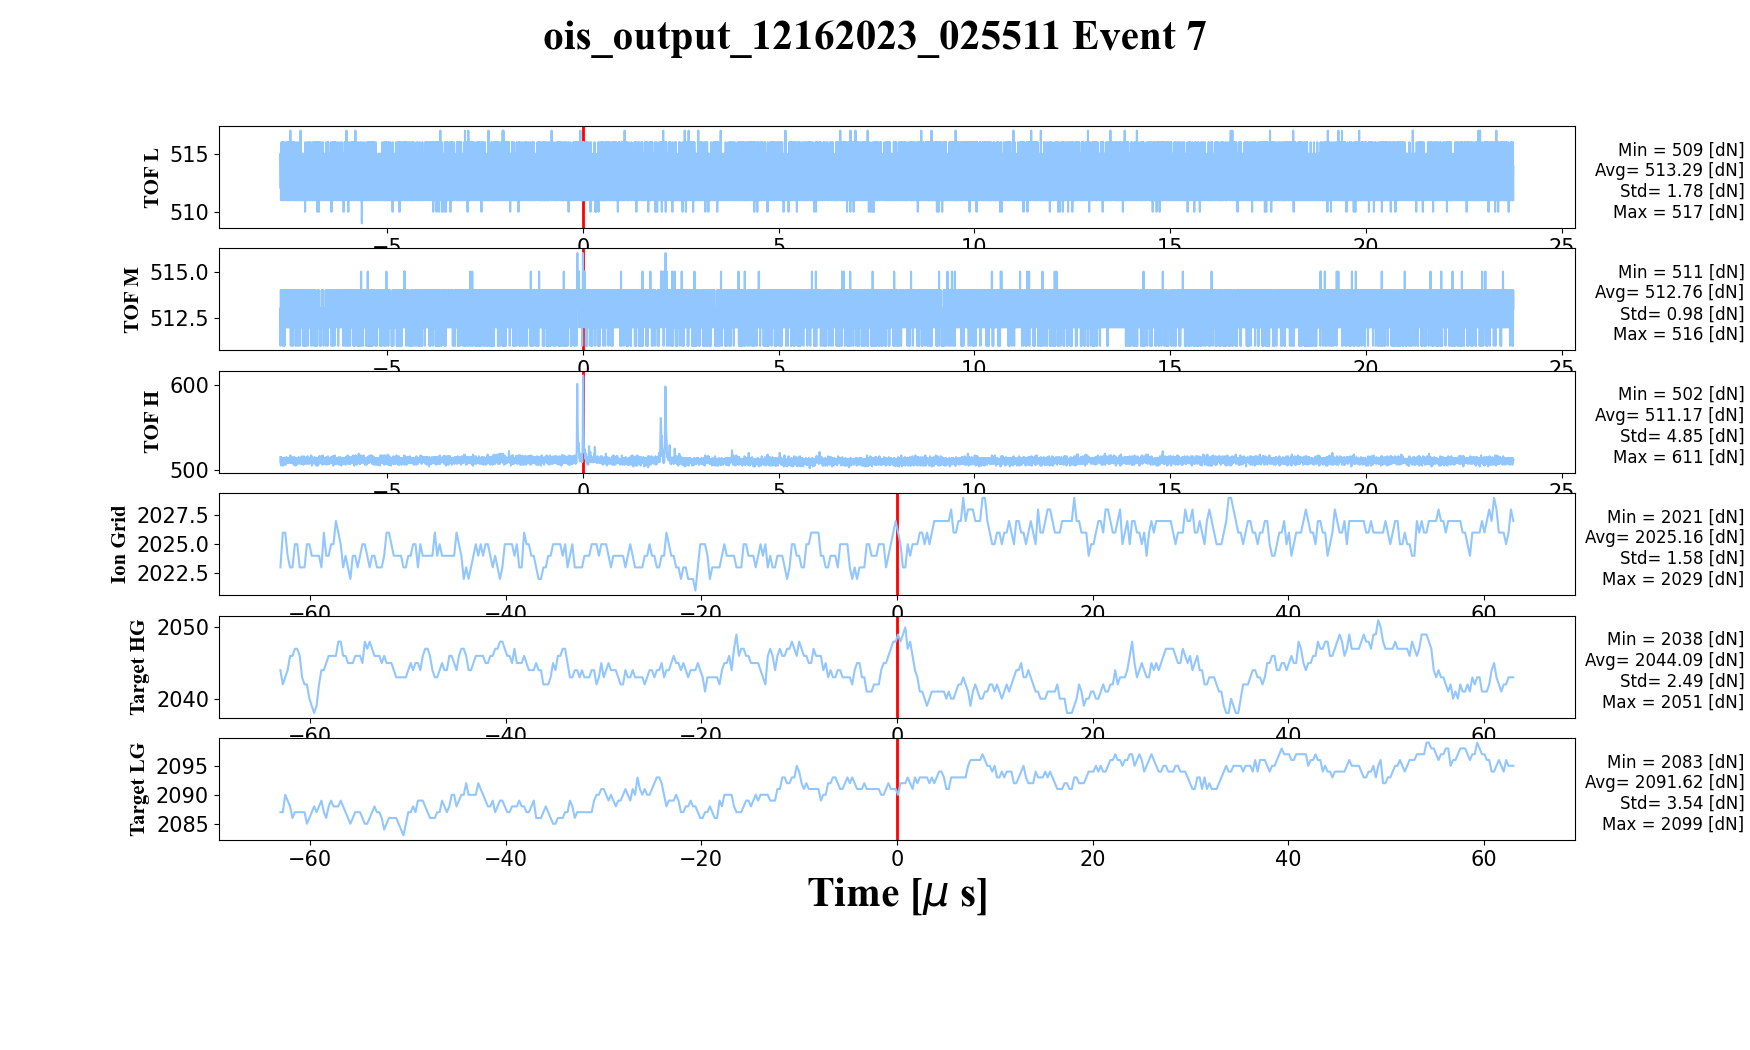 ois_output_12162023_025511 Event 7
TOF L
515
510
−5 0 5 10 15 20 25
Min = 509 [dN]
Avg= 513.29 [dN]
Std= 1.78 [dN]
Max = 517 [dN]
TOF M
515.0
512.5
−5 0 5 10 15 20 25
Min = 511 [dN]
Avg= 512.76 [dN]
Std= 0.98 [dN]
Max = 516 [dN]
TOF H
600
500
−5 0 5 10 15 20 25
Min = 502 [dN]
Avg= 511.17 [dN]
Std= 4.85 [dN]
Max = 611 [dN]
Ion Grid
2027.5
2025.0
2022.5
−60 −40 −20 0 20 40 60
Min = 2021 [dN]
Avg= 2025.16 [dN]
Std= 1.58 [dN]
Max = 2029 [dN]
Target HG
2050
2040
−60 −40 −20 0 20 40 60
Min = 2038 [dN]
Avg= 2044.09 [dN]
Std= 2.49 [dN]
Max = 2051 [dN]
Target LG
2095
2090
2085
−60 −40 −20 0 20 40 60
Min = 2083 [dN]
Avg= 2091.62 [dN]
Std= 3.54 [dN]
Max = 2099 [dN]
Time [μ s]